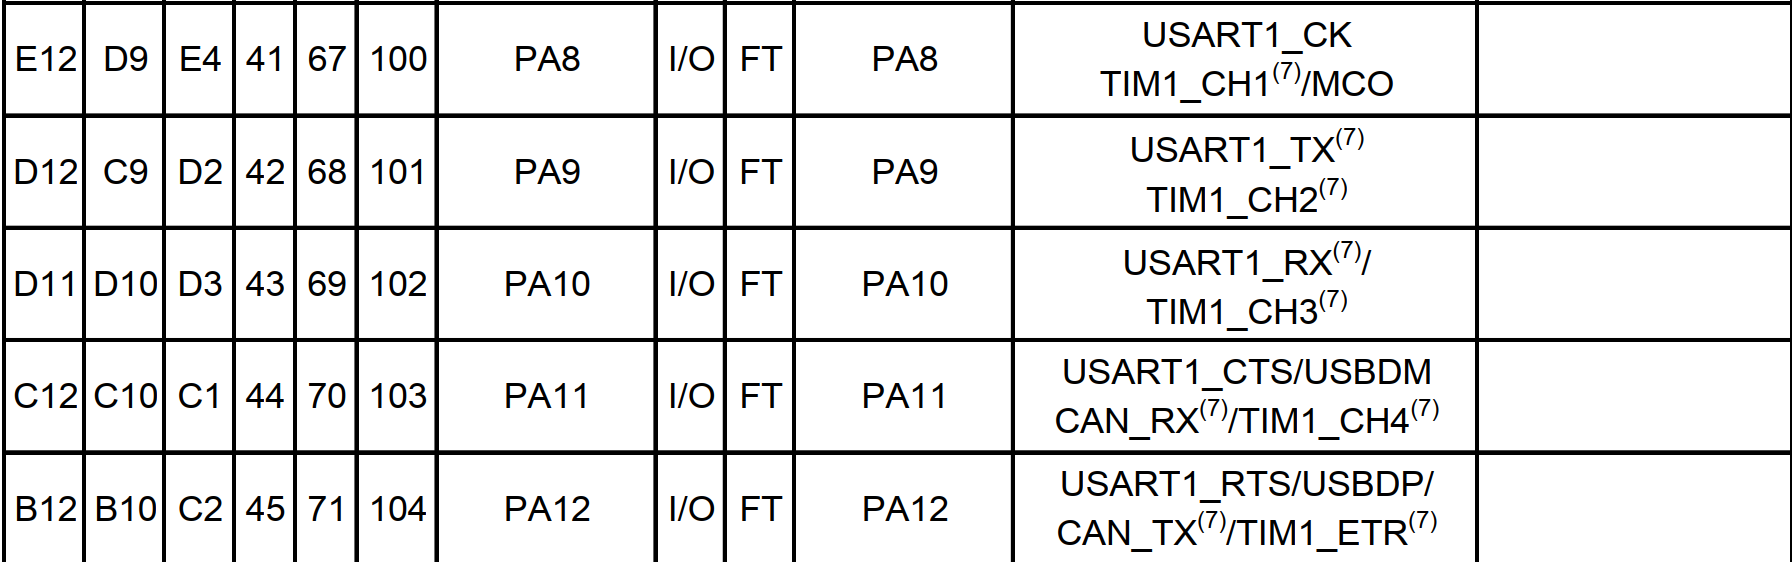 E12 D9 E4 41 67 100 PA8 I/O FT PA8 USART1_CK
TIM1_CH1(7)/MCO
D12 C9 D2 42 68 101 PA9 I/O FT PA9 USART1_TX(7)
TIM1_CH2(7)
D11 D10 D3 43 69 102 PA10 I/O FT PA10 USART1_RX(7)/
TIM1_CH3(7)
C12 C10 C1 44 70 103 PA11 I/O FT PA11 USART1_CTS/USBDM
CAN_RX(7)/TIM1_CH4(7)
B12 B10 C2 45 71 104 PA12 I/O FT PA12 USART1_RTS/USBDP/
CAN_TX(7)/TIM1_ETR(7)